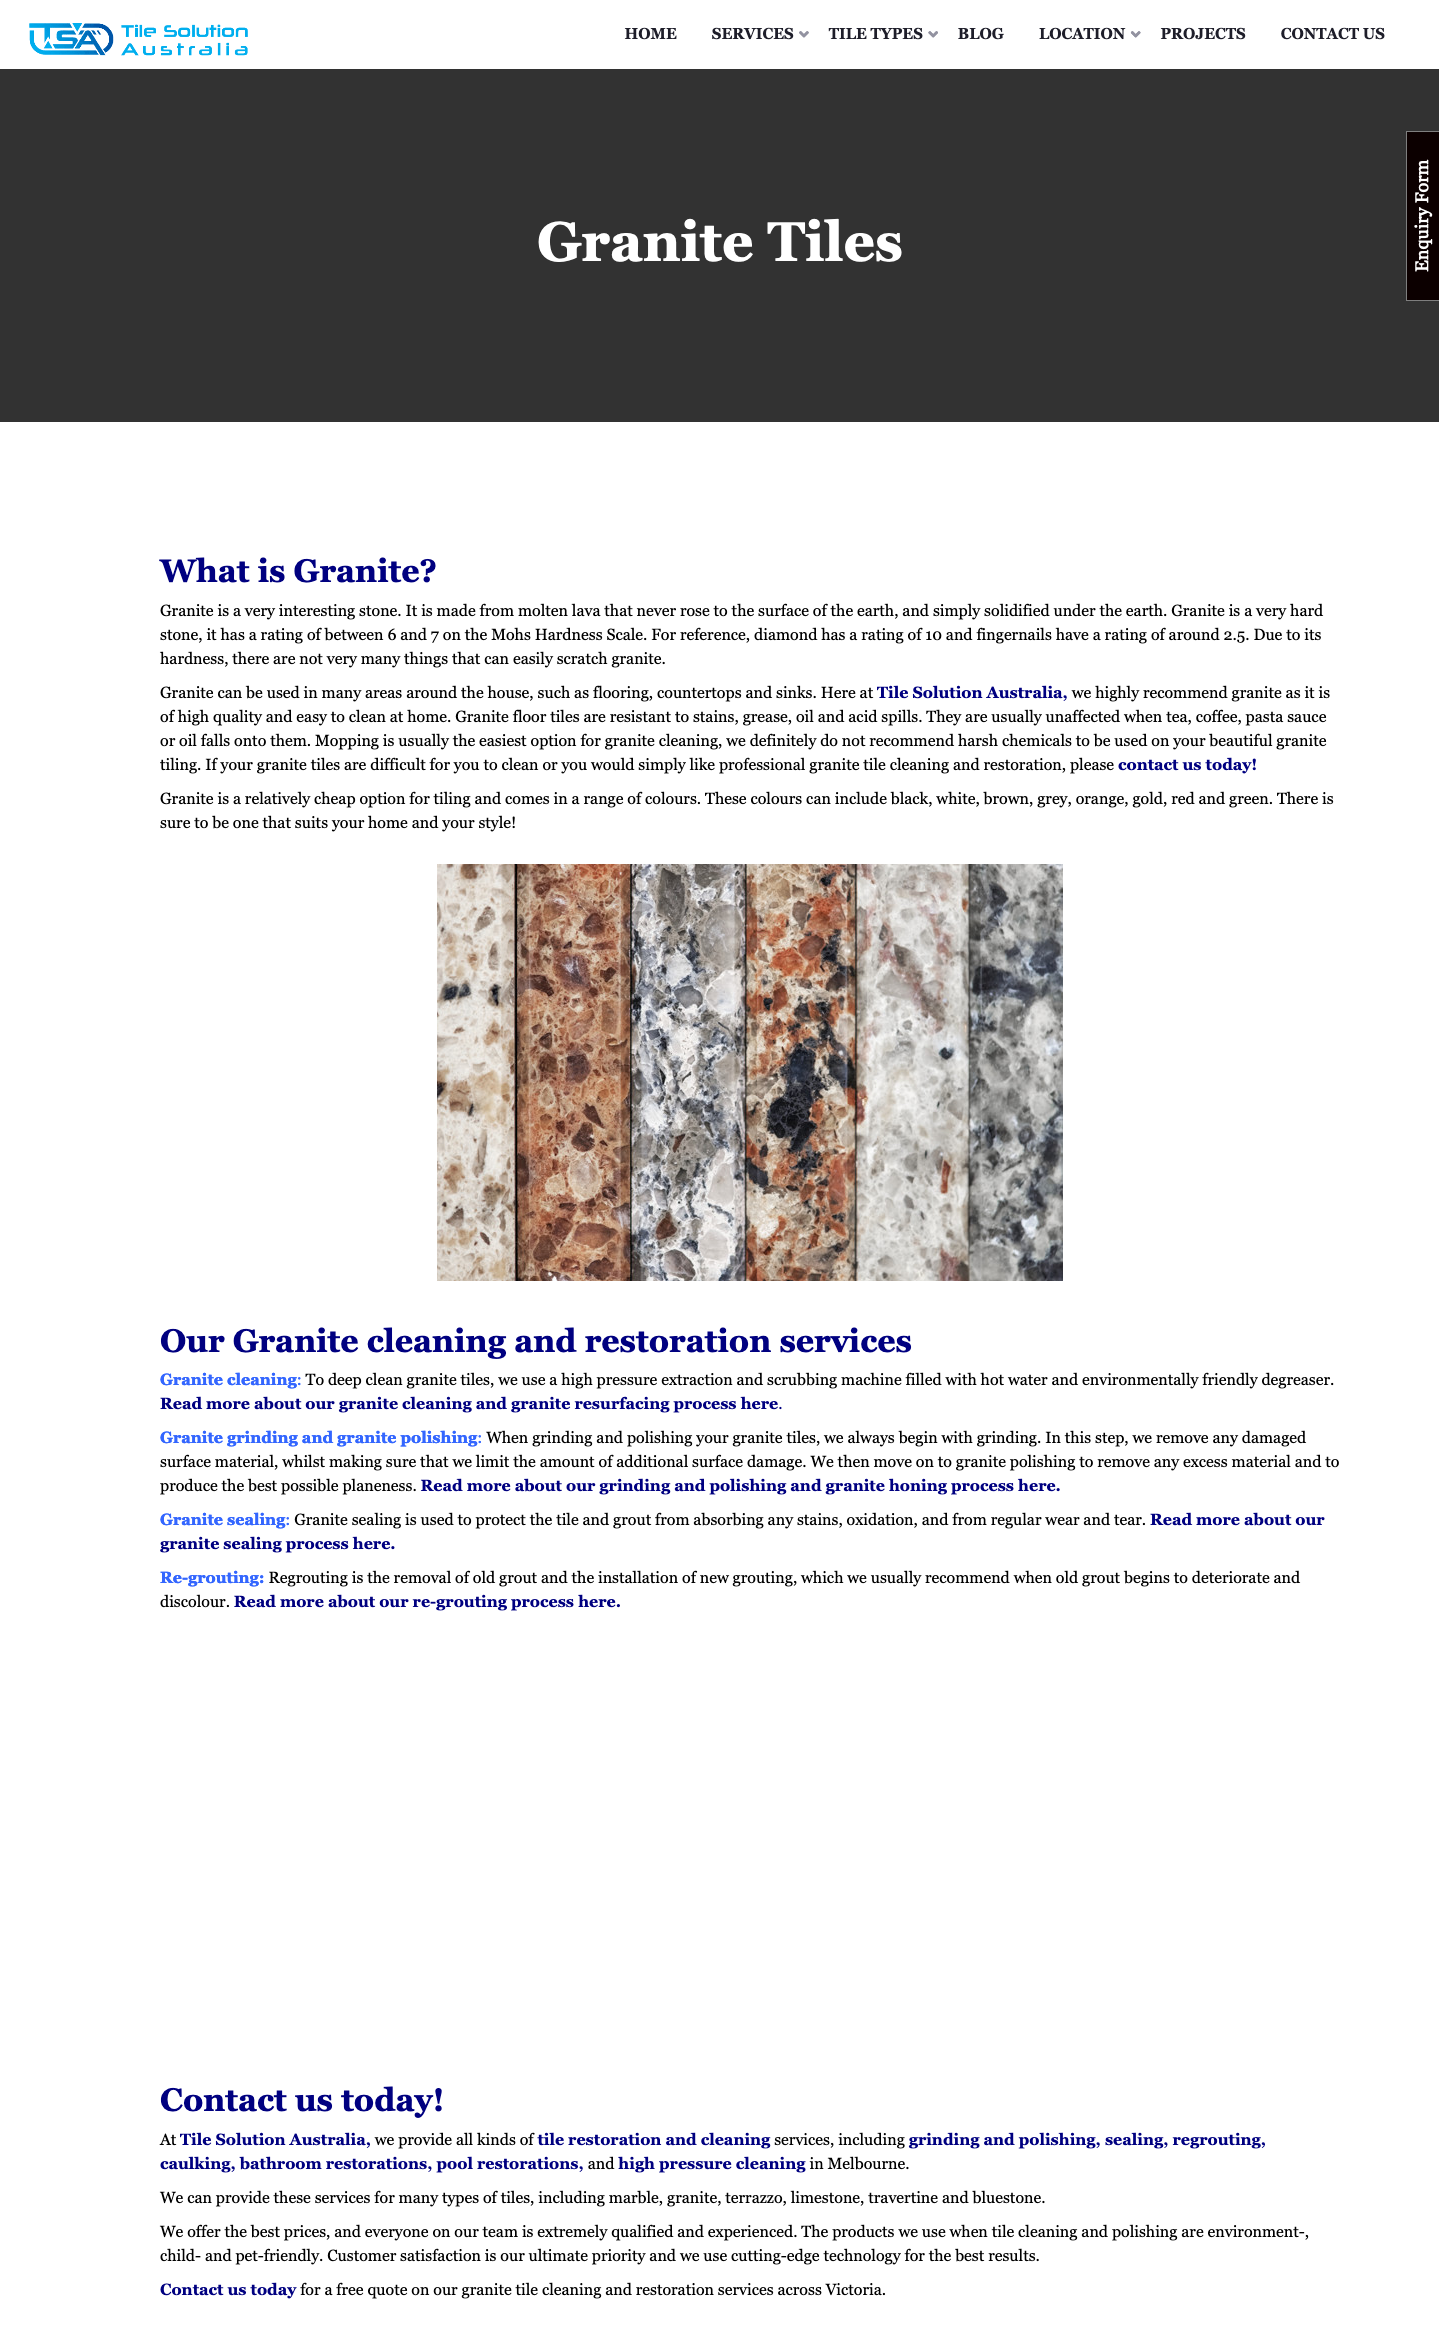 TSA Tile Solution
Australia
HOME SERVICES TILE TYPES BLOG LOCATION PROJECTS CONTACT US
Enquiry Form
Granite Tiles
What is Granite?
Granite is a very interesting stone. It is made from molten lava that never rose to the surface of the earth, and simply solidified under the earth. Granite is a very hard
stone, it has a rating of between 6 and 7 on the Mohs Hardness Scale. For reference, diamond has a rating of 10 and fingernails have a rating of around 2.5. Due to its
hardness, there are not very many things that can easily scratch granite.
Granite can be used in many areas around the house, such as flooring, countertops and sinks. Here at Tile Solution Australia, we highly recommend granite as it is
of high quality and easy to clean at home. Granite floor tiles are resistant to stains, grease, oil and acid spills. They are usually unaffected when tea, coffee, pasta sauce
or oil falls onto them. Mopping is usually the easiest option for granite cleaning, we definitely do not recommend harsh chemicals to be used on your beautiful granite
tiling. If your granite tiles are difficult for you to clean or you would simply like professional granite tile cleaning and restoration, please contact us today!
Granite is a relatively cheap option for tiling and comes in a range of colours. These colours can include black, white, brown, grey, orange, gold, red and green. There is
sure to be one that suits your home and your style!
Our Granite cleaning and restoration services
Granite cleaning: To deep clean granite tiles, we use a high pressure extraction and scrubbing machine filled with hot water and environmentally friendly degreaser.
Read more about our granite cleaning and granite resurfacing process here.
Granite grinding and granite polishing: When grinding and polishing your granite tiles, we always begin with grinding. In this step, we remove any damaged
surface material, whilst making sure that we limit the amount of additional surface damage. We then move on to granite polishing to remove any excess material and to
produce the best possible planeness. Read more about our grinding and polishing and granite honing process here.
Granite sealing: Granite sealing is used to protect the tile and grout from absorbing any stains, oxidation, and from regular wear and tear. Read more about our
granite sealing process here.
Re-grouting: Regrouting is the removal of old grout and the installation of new grouting, which we usually recommend when old grout begins to deteriorate and
discolour. Read more about our re-grouting process here.
Contact us today!
At Tile Solution Australia, we provide all kinds of tile restoration and cleaning services, including grinding and polishing, sealing, regrouting,
caulking, bathroom restorations, pool restorations, and high pressure cleaning in Melbourne.
We can provide these services for many types of tiles, including marble, granite, terrazzo, limestone, travertine and bluestone.
We offer the best prices, and everyone on our team is extremely qualified and experienced. The products we use when tile cleaning and polishing are environment-,
child- and pet-friendly. Customer satisfaction is our ultimate priority and we use cutting-edge technology for the best results.
Contact us today for a free quote on our granite tile cleaning and restoration services across Victoria.